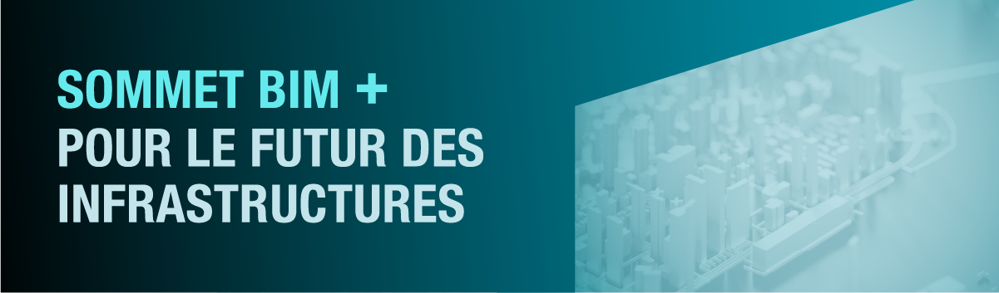 SOMMET BIM +
POUR LE FUTUR DES
INFRASTRUCTURES